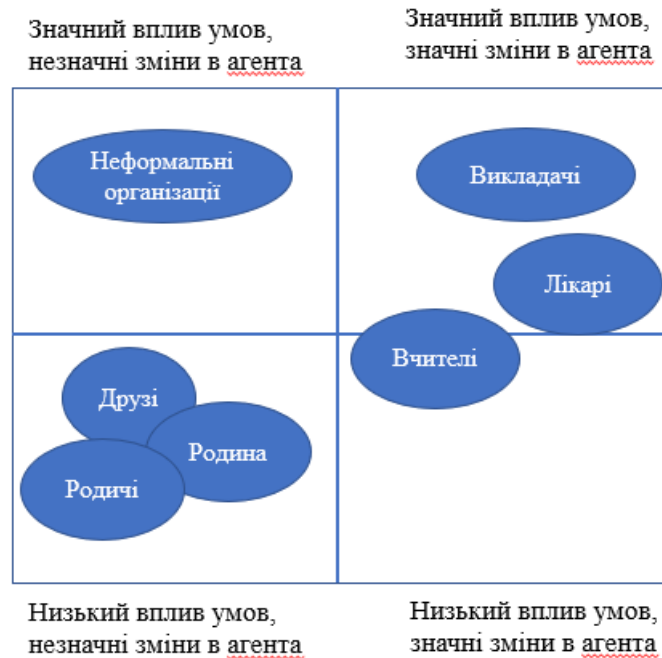 Значний вплив умов,
незначні зміни в агента
Значний вплив умов,
значні зміни в агента
Неформальні
організації
Викладачі
Лікарі
Вчителі
Друзі
Родина
Родичі
Низький вплив умов,
незначні зміни в агента
Низький вплив умов,
значні зміни в агента